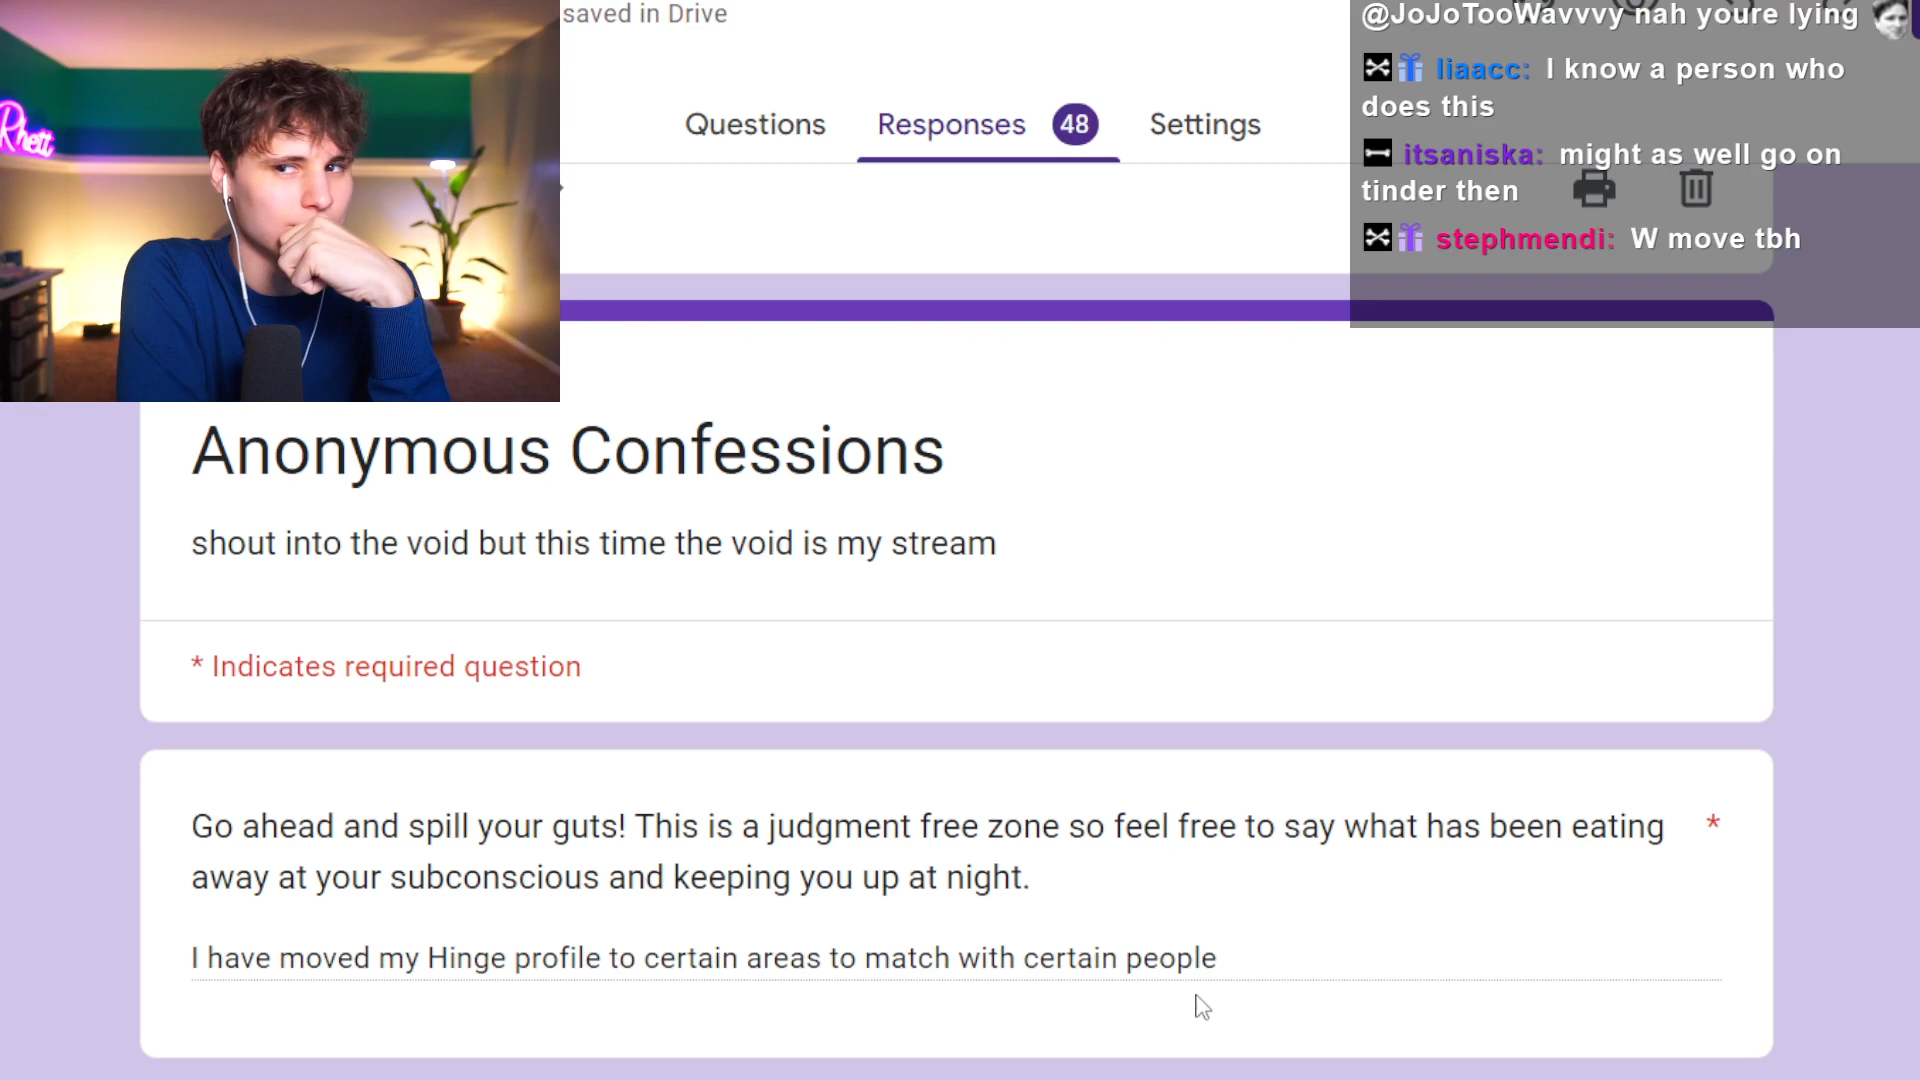 saved in Drive
Rhett
Questions Responses 48 Settings
@JoJoTooWavvvy nah youre lying
liaacc: I know a person who
does this
itsaniska: might as well go on
tinder then
stephmendi: W move tbh
Anonymous Confessions
shout into the void but this time the void is my stream
* Indicates required question
Go ahead and spill your guts! This is a judgment free zone so feel free to say what has been eating *
away at your subconscious and keeping you up at night.
I have moved my Hinge profile to certain areas to match with certain people